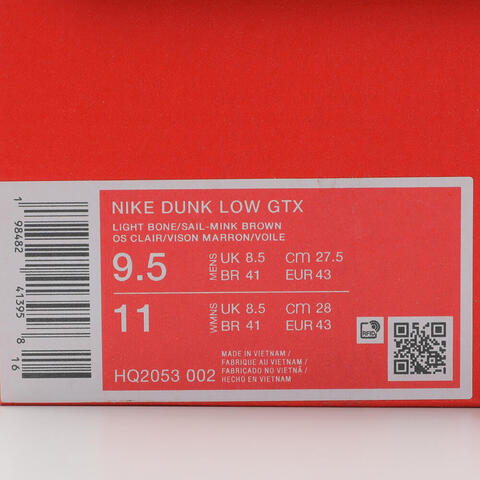 NIKE DUNK LOW GTX
LIGHT BONE/SAIL-MINK BROWN
OS CLAIR/VISON MARRON/VOILE
9.5 MENS UK 8.5 CM 27.5
BR 41 EUR 43
11 WMNS UK 8.5 CM 28
BR 41 EUR 43
MADE IN VIETNAM/
FABRIQUE AU VIETNAM/
FABRICADO NO VIETNÃ/
HECHO EN VIETNAM
HQ2053 002
RFID
1 98482 41395 8 16